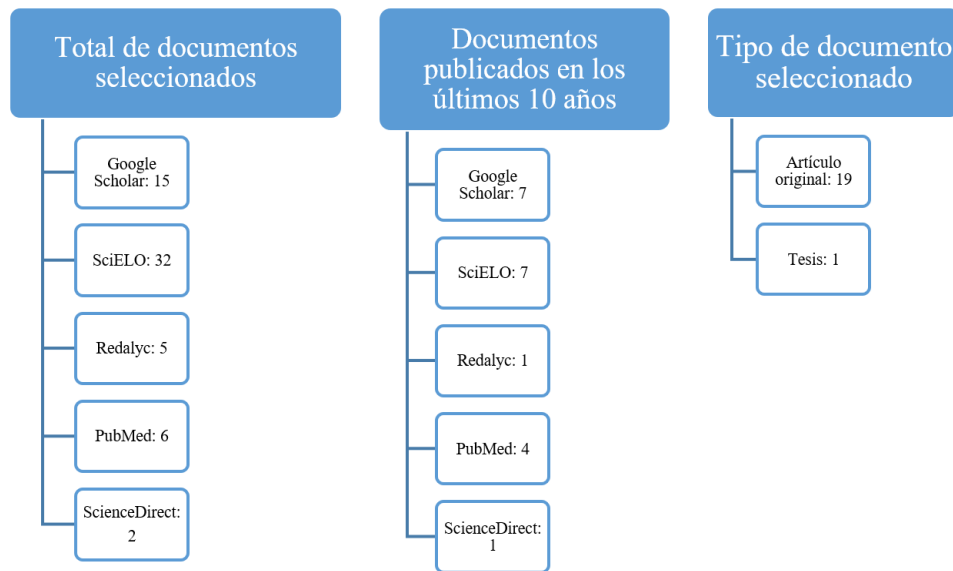 Total de documentos
seleccionados
Google
Scholar: 15
SciELO: 32
Redalyc: 5
PubMed: 6
ScienceDirect:
2
Documentos
publicados en los
últimos 10 años
Google
Scholar: 7
SciELO: 7
Redalyc: 1
PubMed: 4
ScienceDirect:
1
Tipo de documento
seleccionado
Artículo
original: 19
Tesis: 1